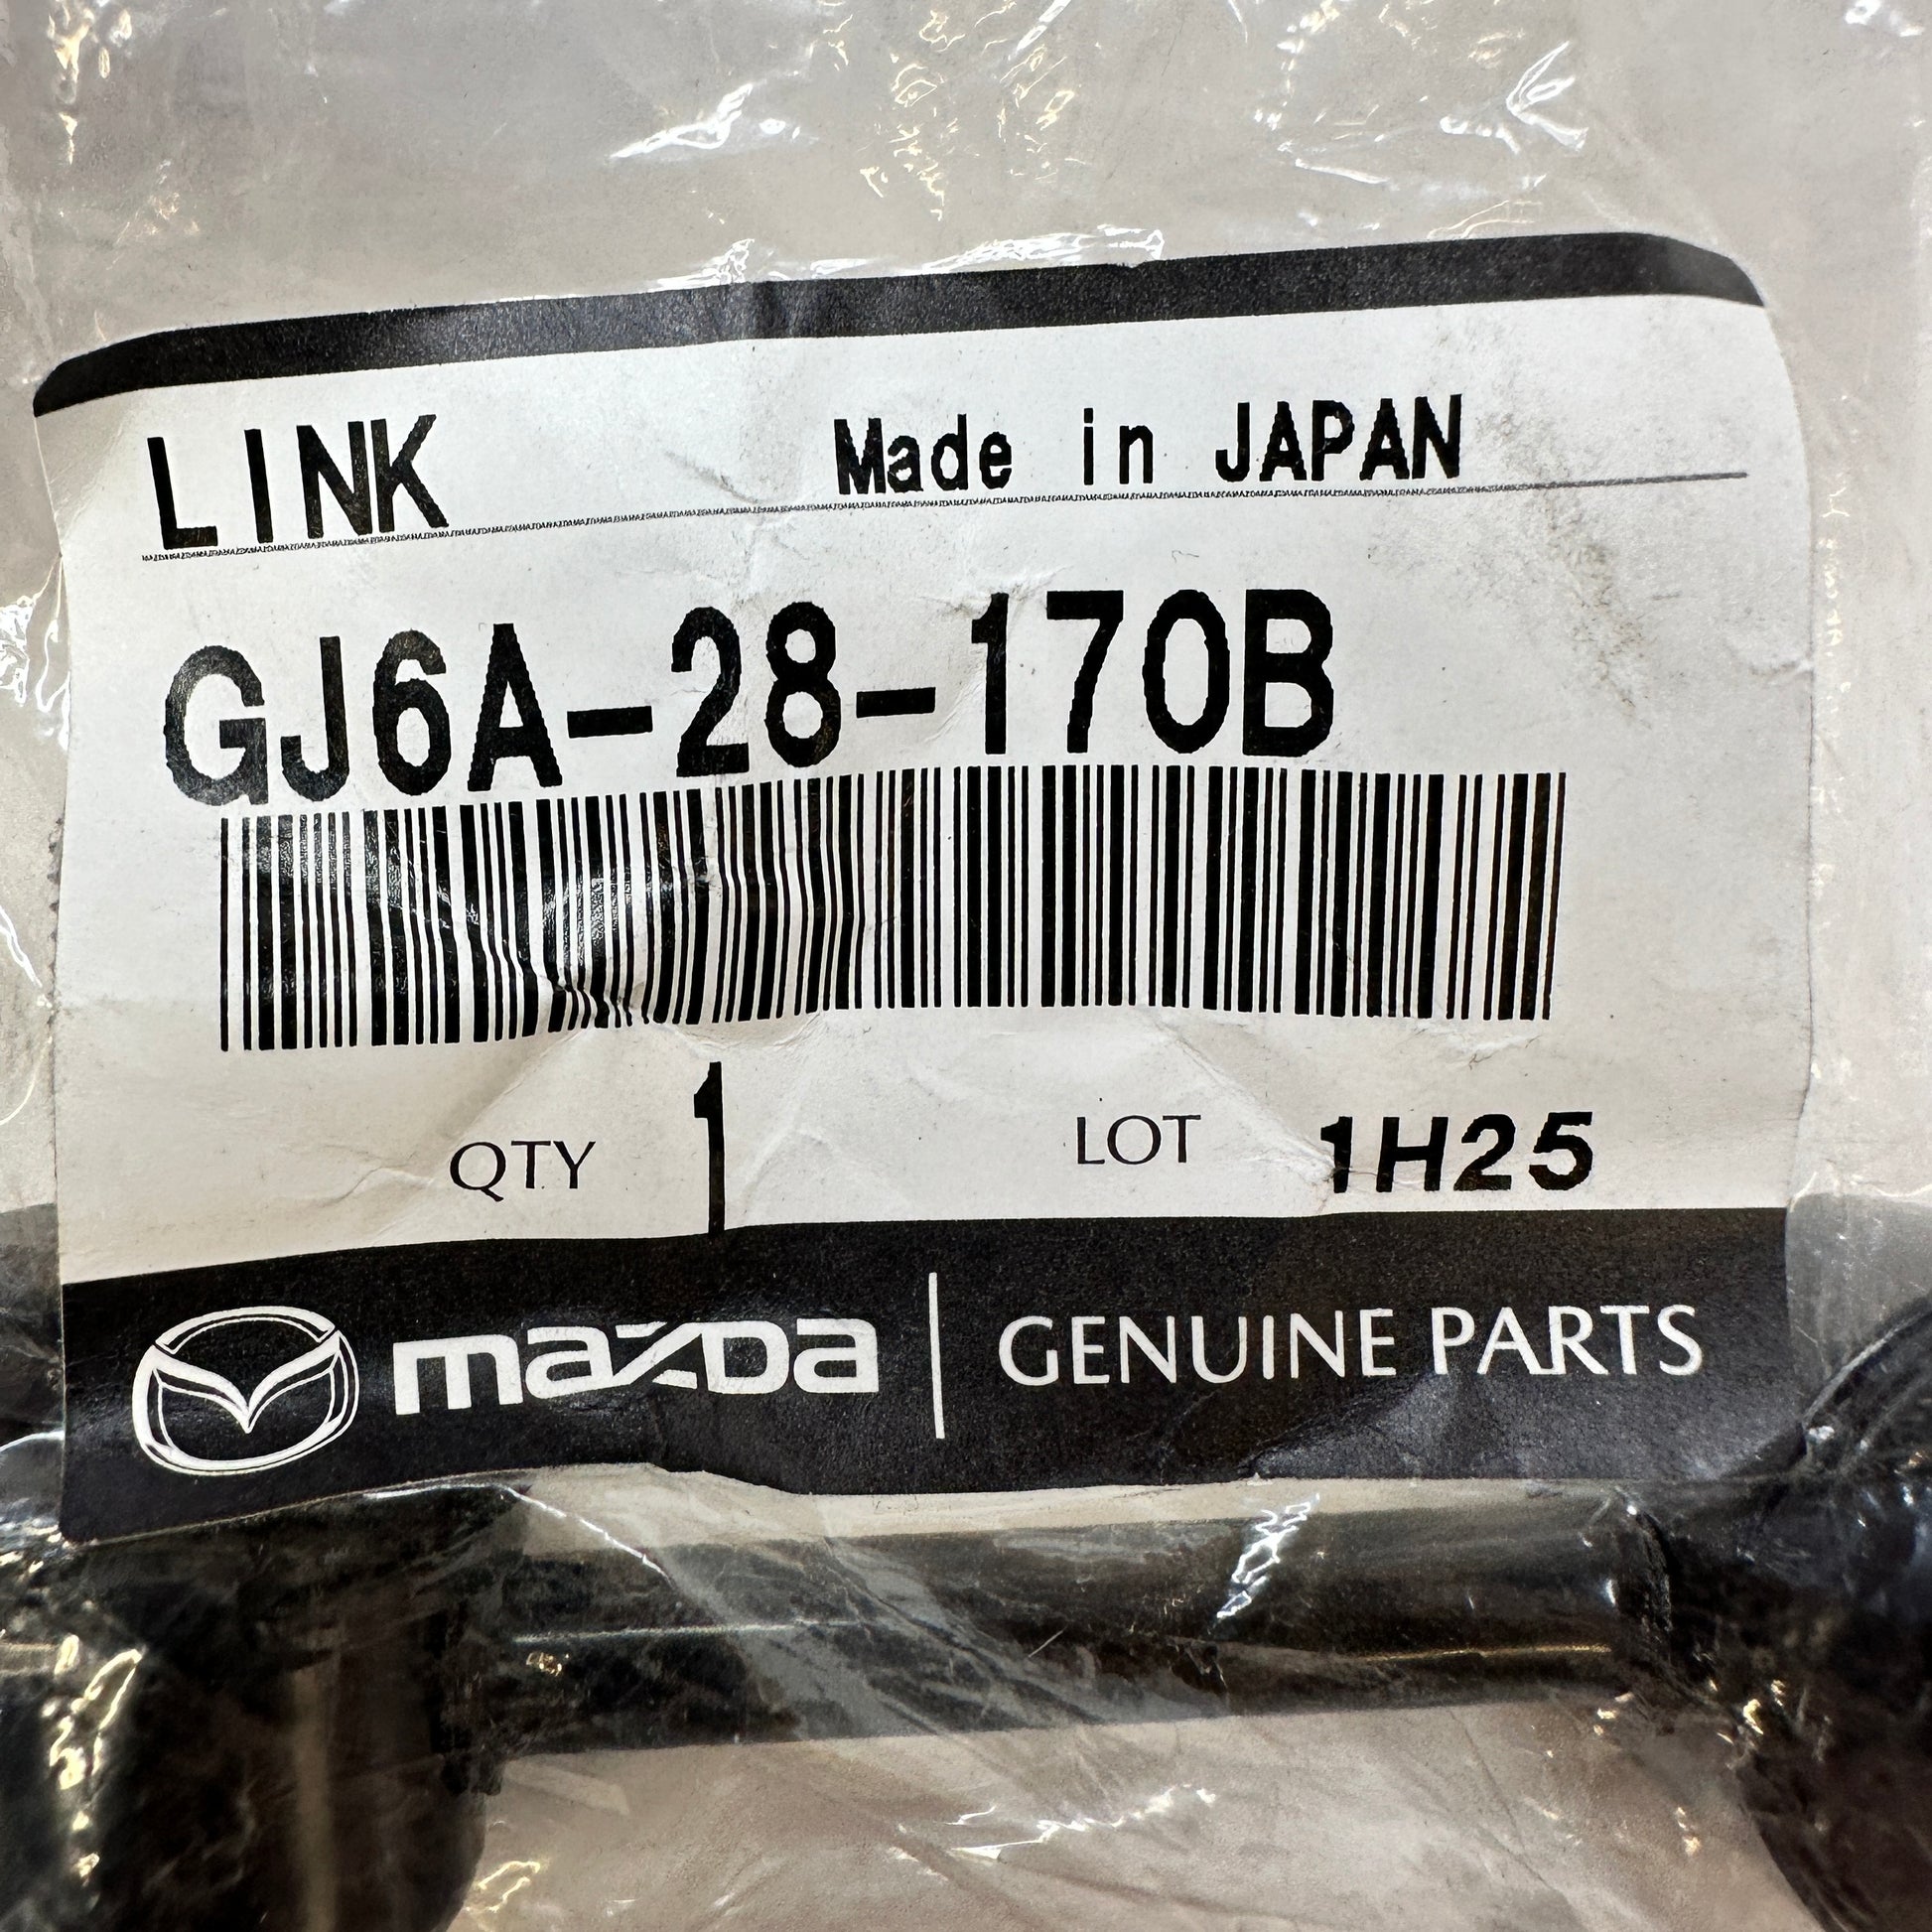 LINK Made in JAPAN
GJ6A-28-170B
QTY 1 LOT 1H25
mazda GENUINE PARTS